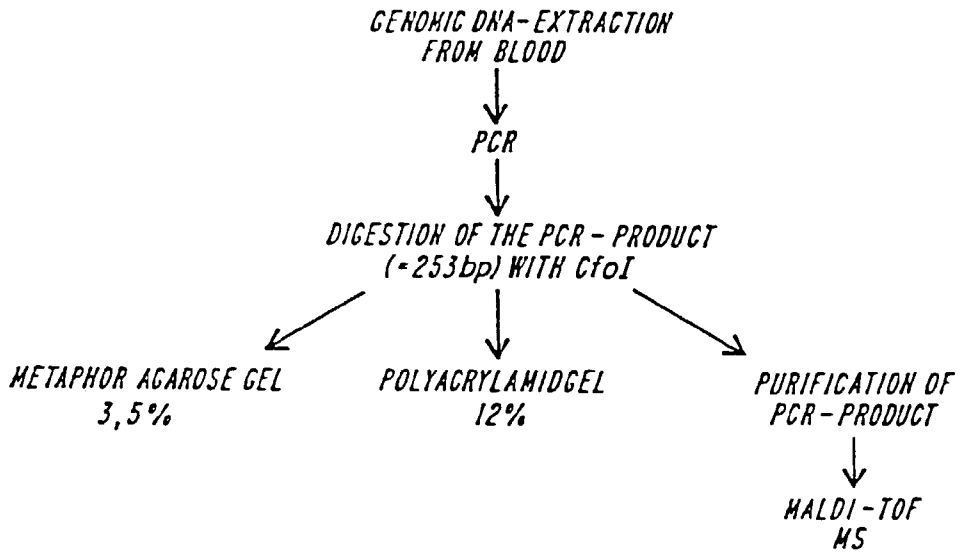 GENOMIC DNA-EXTRACTION
FROM BLOOD
PCR
DIGESTION OF THE PCR-PRODUCT
(=253bp) WITH CfoI
METAPHOR AGAROSE GEL
3,5%
POLYACRYLAMIDGEL
12%
PURIFICATION OF
PCR-PRODUCT
MALDI-TOF
MS